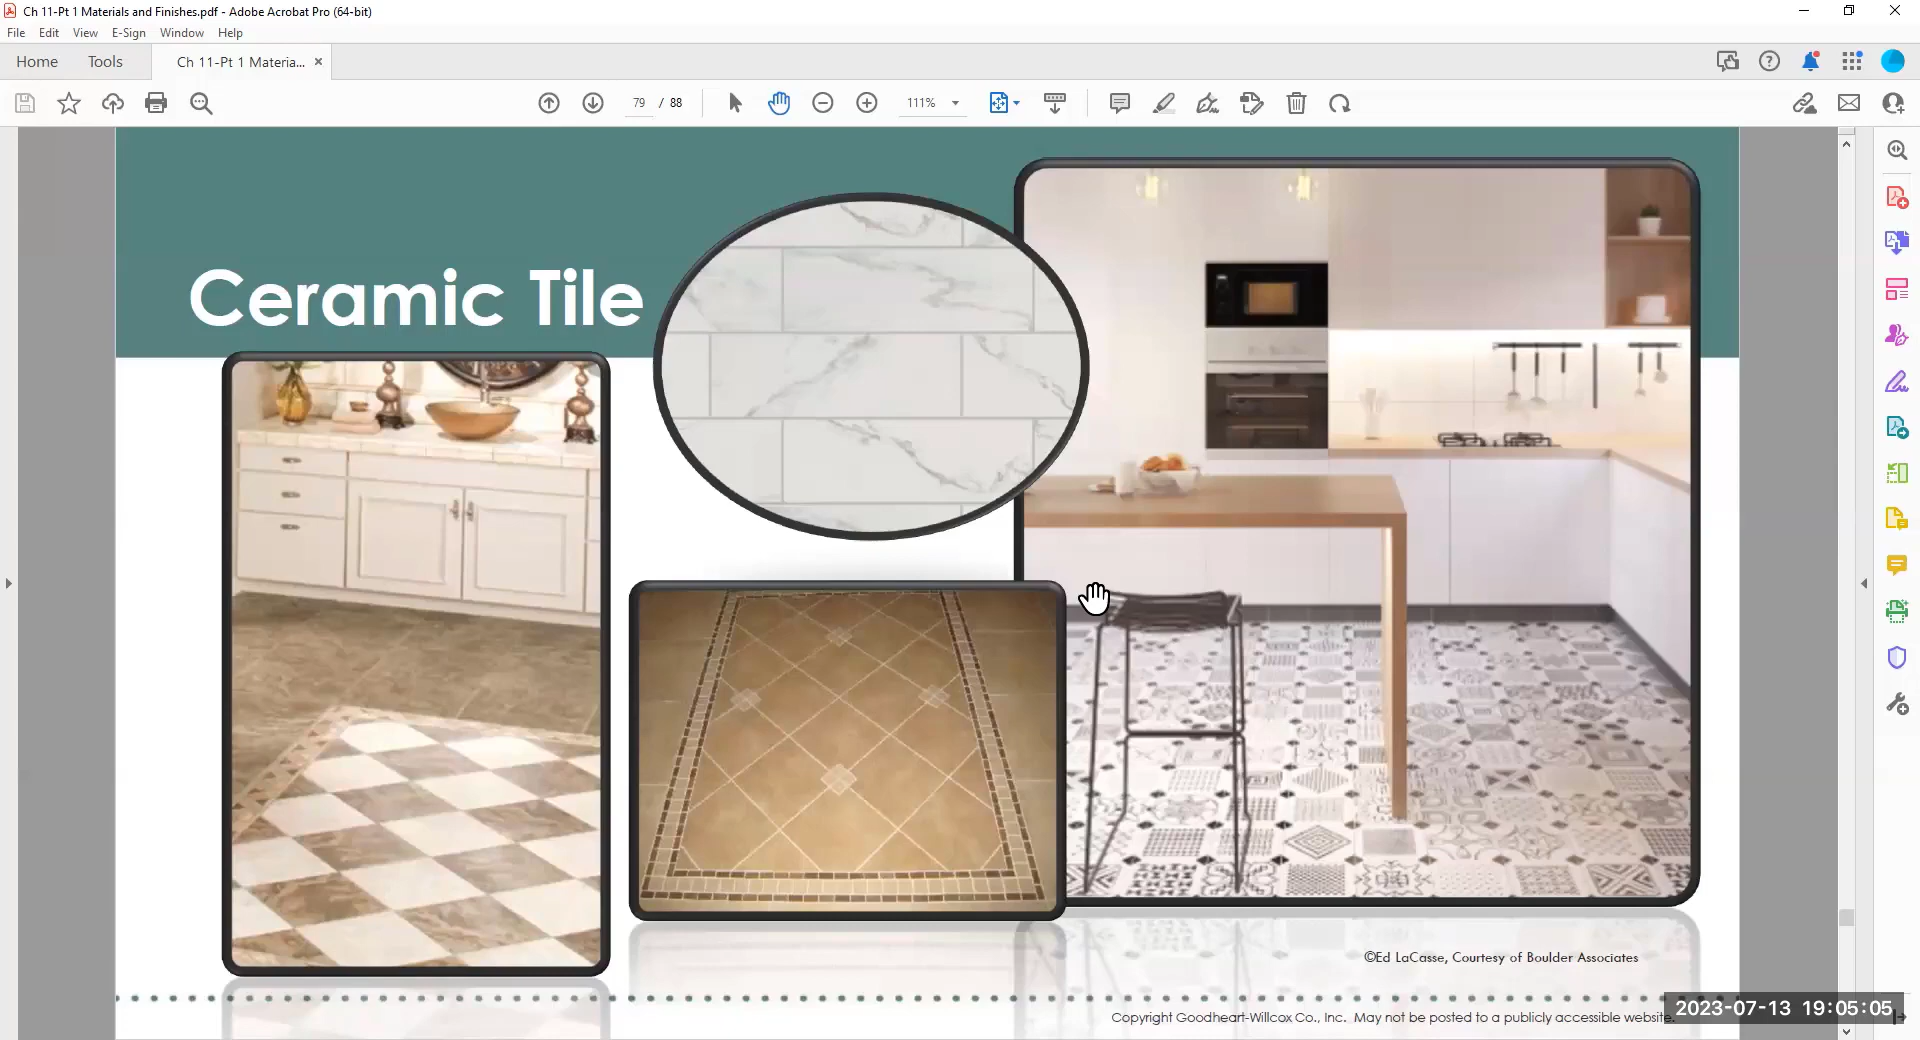 Ch 11-Pt 1 Materials and Finishes.pdf - Adobe Acrobat Pro (64-bit)
File Edit View E-Sign Window Help
Home Tools Ch 11-Pt 1 Materia...
79 / 88 111%
Ceramic Tile
©Ed LaCasse, Courtesy of Boulder Associates
Copyright Goodheart-Willcox Co., Inc. May not be posted to a publicly accessible website.
2023-07-13 19:05:05